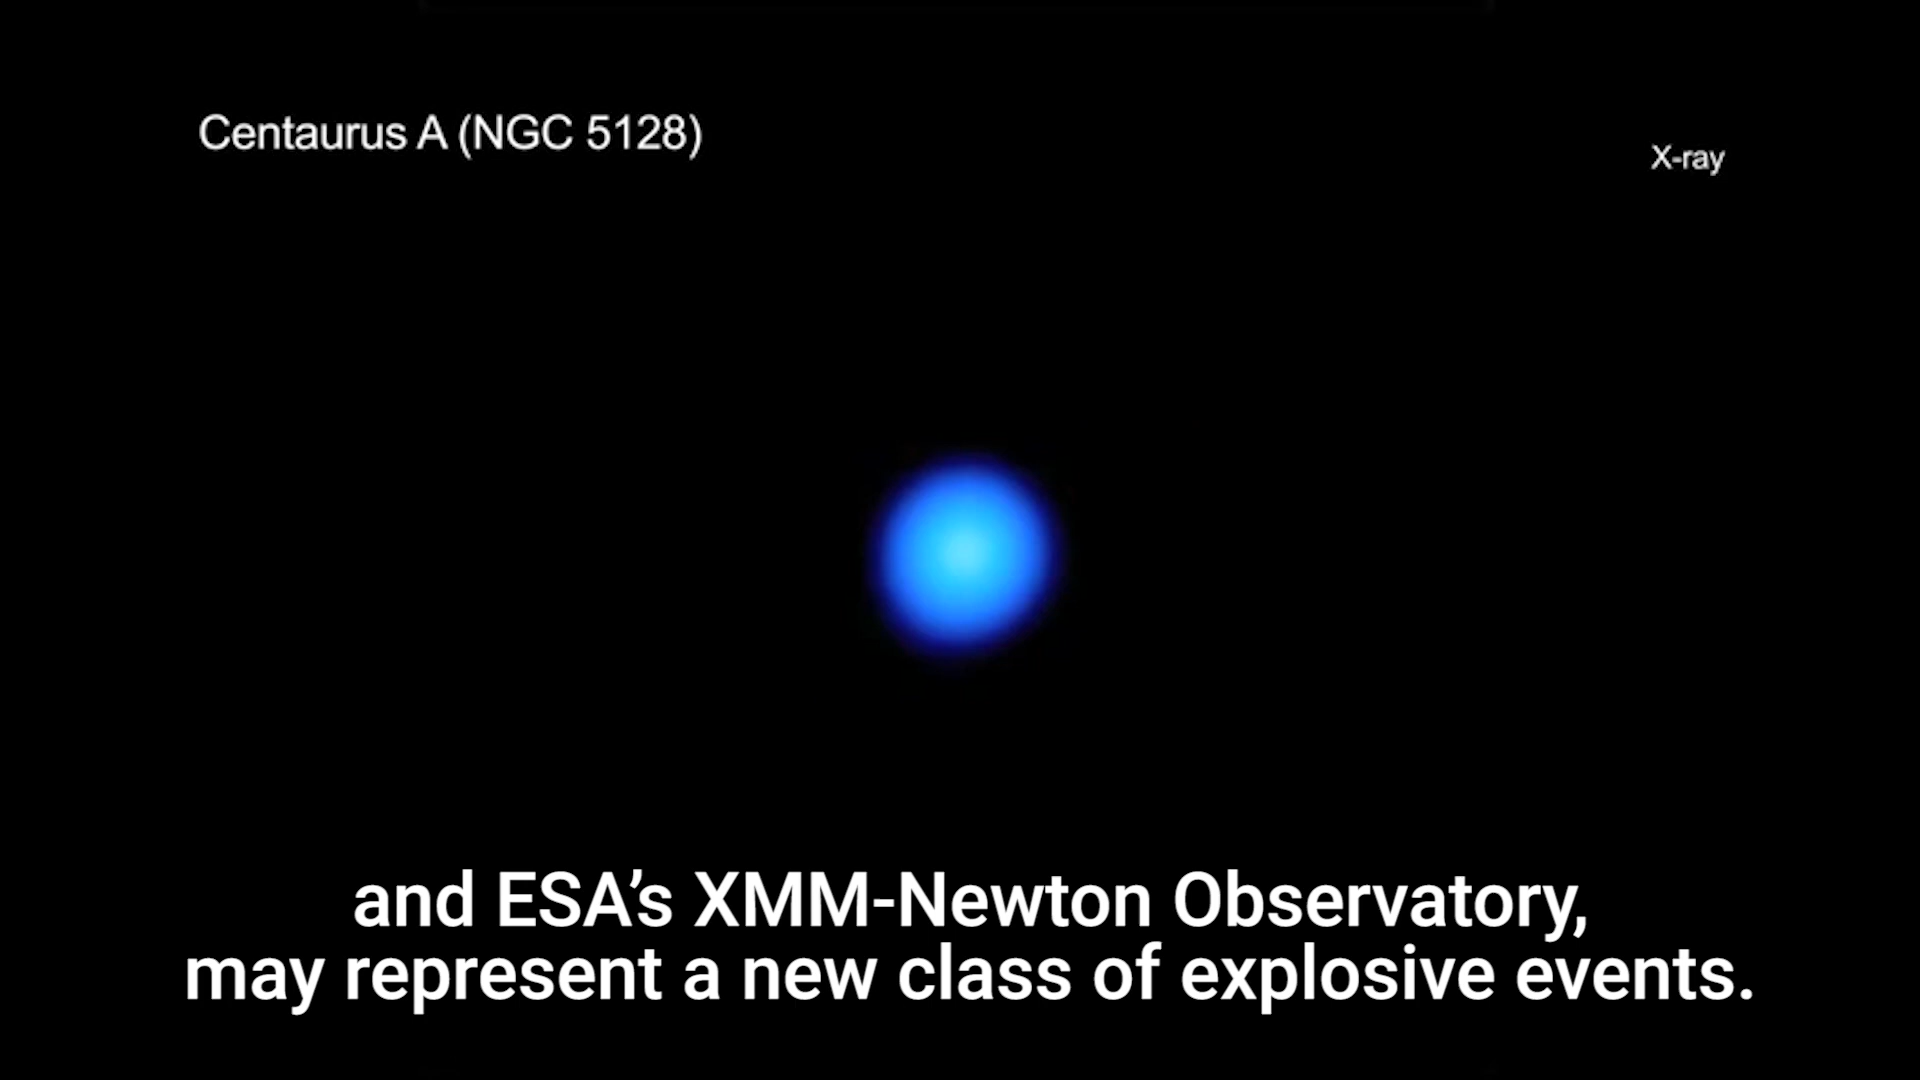 Centaurus A (NGC 5128)
X-ray
and ESA’s XMM-Newton Observatory,
may represent a new class of explosive events.